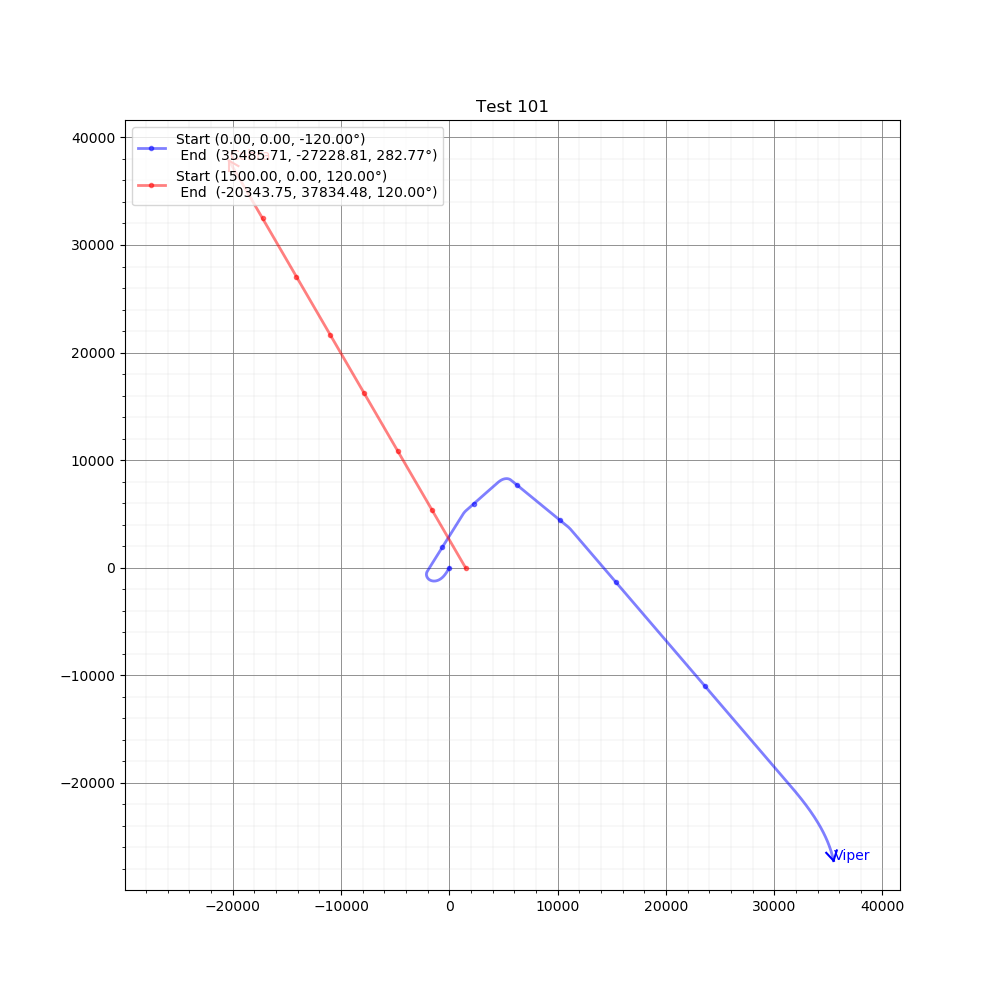 Test 101
Start (0.00, 0.00, -120.00°)
End (35485.71, -27228.81, 282.77°)
Start (1500.00, 0.00, 120.00°)
End (-20343.75, 37834.48, 120.00°)
40000
30000
20000
10000
0
−10000
−20000
Viper
−20000 −10000 0 10000 20000 30000 40000